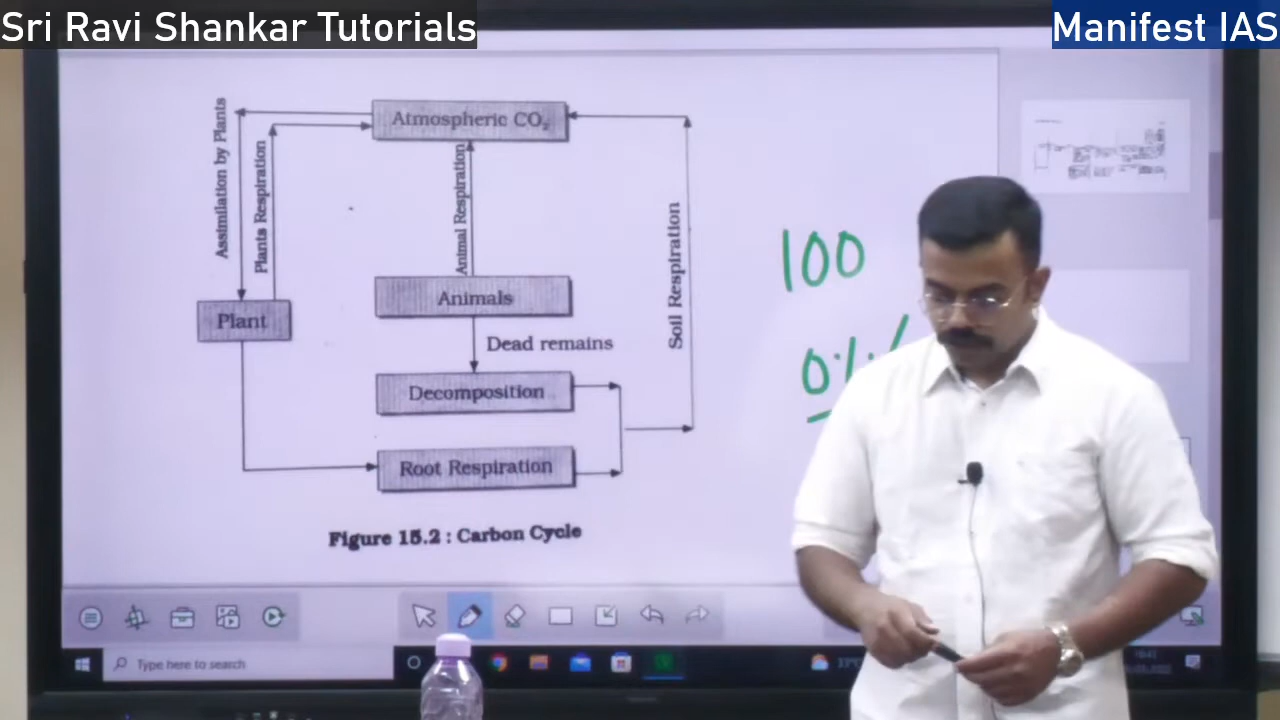 Sri Ravi Shankar Tutorials
Manifest IAS
Atmospheric CO₂
Assimilation by Plants
Plants Respiration
Animal Respiration
Soil Respiration
100
Animals
Plant
Dead remains
0%
Decomposition
Root Respiration
Figure 15.2 : Carbon Cycle
Type here to search